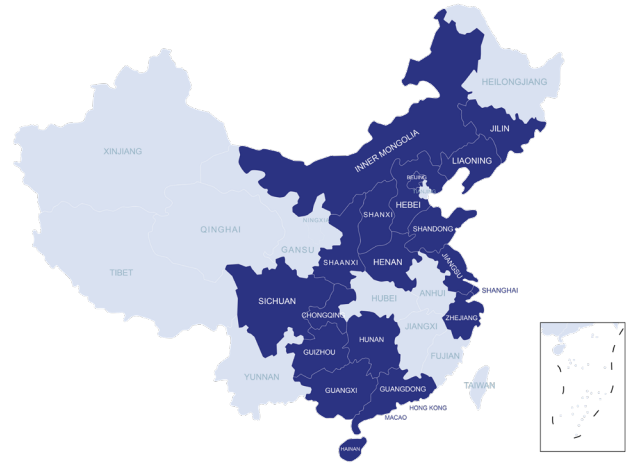 HEILONGJIANG
JILIN
INNER MONGOLIA
XINJIANG
LIAONING
BEIJING
TIANJIN
HEBEI
SHANXI
NINGXIA
SHANDONG
QINGHAI
GANSU
JIANGSU
SHAANXI
HENAN
TIBET
SHANGHAI
ANHUI
HUBEI
SICHUAN
CHONGQING
ZHEJIANG
JIANGXI
HUNAN
GUIZHOU
FUJIAN
YUNNAN
TAIWAN
GUANGXI
GUANGDONG
HONG KONG
MACAO
HAINAN